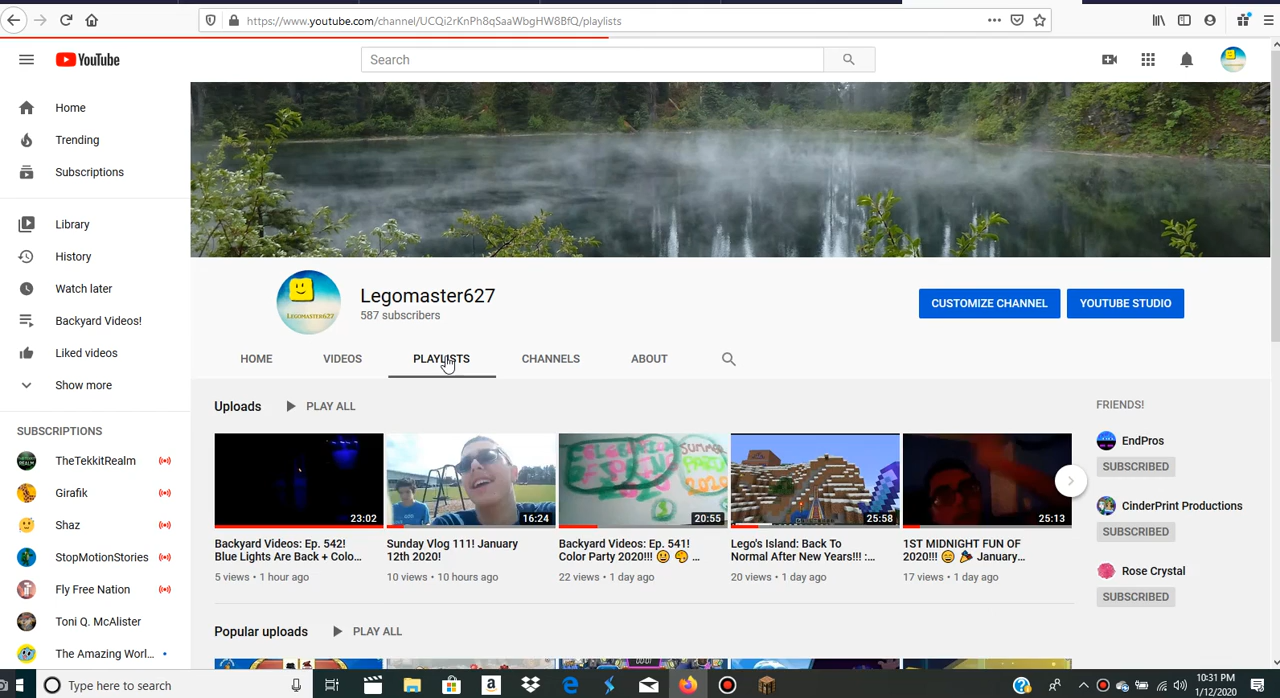 https://www.youtube.com/channel/UCQi2rKnPh8qSaaWbgHW8BfQ/playlists
YouTube
Search
Home
Trending
Subscriptions
Library
History
Watch later
Backyard Videos!
Liked videos
Show more
SUBSCRIPTIONS
TheTekkitRealm
Girafik
Shaz
StopMotionStories
Fly Free Nation
Toni Q. McAlister
The Amazing Worl...
LEGOMASTER627
Legomaster627
587 subscribers
CUSTOMIZE CHANNEL
YOUTUBE STUDIO
HOME VIDEOS PLAYLISTS CHANNELS ABOUT
Uploads PLAY ALL
23:02
Backyard Videos: Ep. 542!
Blue Lights Are Back + Colo...
5 views • 1 hour ago
16:24
Sunday Vlog 111! January
12th 2020!
10 views • 10 hours ago
20:55
Backyard Videos: Ep. 541!
Color Party 2020!!! 😃 🎨 ...
22 views • 1 day ago
25:58
Lego's Island: Back To
Normal After New Years!!! :...
20 views • 1 day ago
25:13
1ST MIDNIGHT FUN OF
2020!!! 😄 🎉 January...
17 views • 1 day ago
FRIENDS!
EndPros
SUBSCRIBED
CinderPrint Productions
SUBSCRIBED
Rose Crystal
SUBSCRIBED
Popular uploads PLAY ALL
Type here to search
10:31 PM
1/12/2020